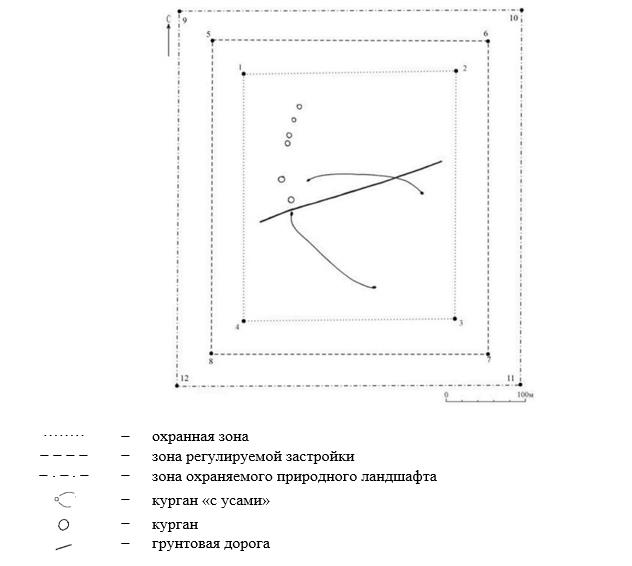 С
9
10
5
6
1
2
4
3
8
7
12
11
0
100м
– охранная зона
– зона регулируемой застройки
– зона охраняемого природного ландшафта
– курган «с усами»
– курган
– грунтовая дорога